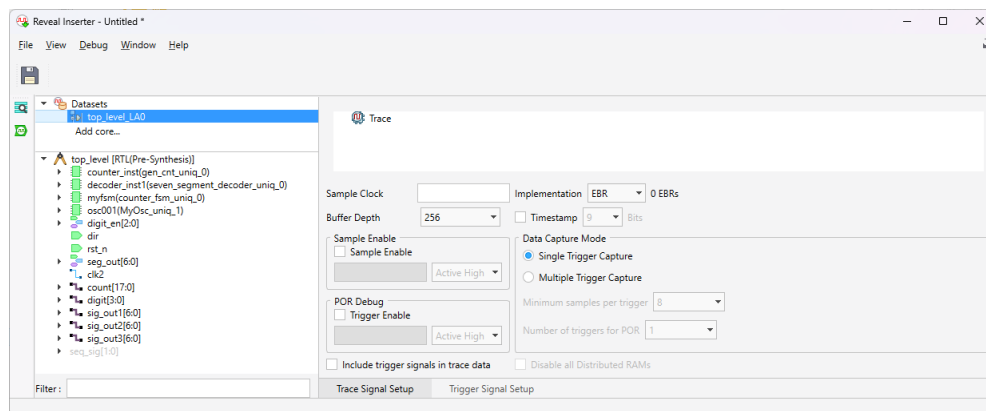 Reveal Inserter - Untitled *
File View Debug Window Help
Datasets
top_level_LA0
Add core...
top_level [RTL(Pre-Synthesis)]
counter_inst(gen_cnt_uniq_0)
decoder_inst1(seven_segment_decoder_uniq_0)
myfsm(counter_fsm_uniq_0)
osc001(MyOsc_uniq_1)
digit_en[2:0]
dir
rst_n
seg_out[6:0]
clk2
count[17:0]
digit[3:0]
sig_out1[6:0]
sig_out2[6:0]
sig_out3[6:0]
seq_sig[1:0]
Filter :
Trace
Sample Clock Implementation EBR 0 EBRs
Buffer Depth 256 Timestamp 9 Bits
Sample Enable
Sample Enable
Active High
POR Debug
Trigger Enable
Active High
Data Capture Mode
Single Trigger Capture
Multiple Trigger Capture
Minimum samples per trigger 8
Number of triggers for POR 1
Include trigger signals in trace data Disable all Distributed RAMs
Trace Signal Setup Trigger Signal Setup